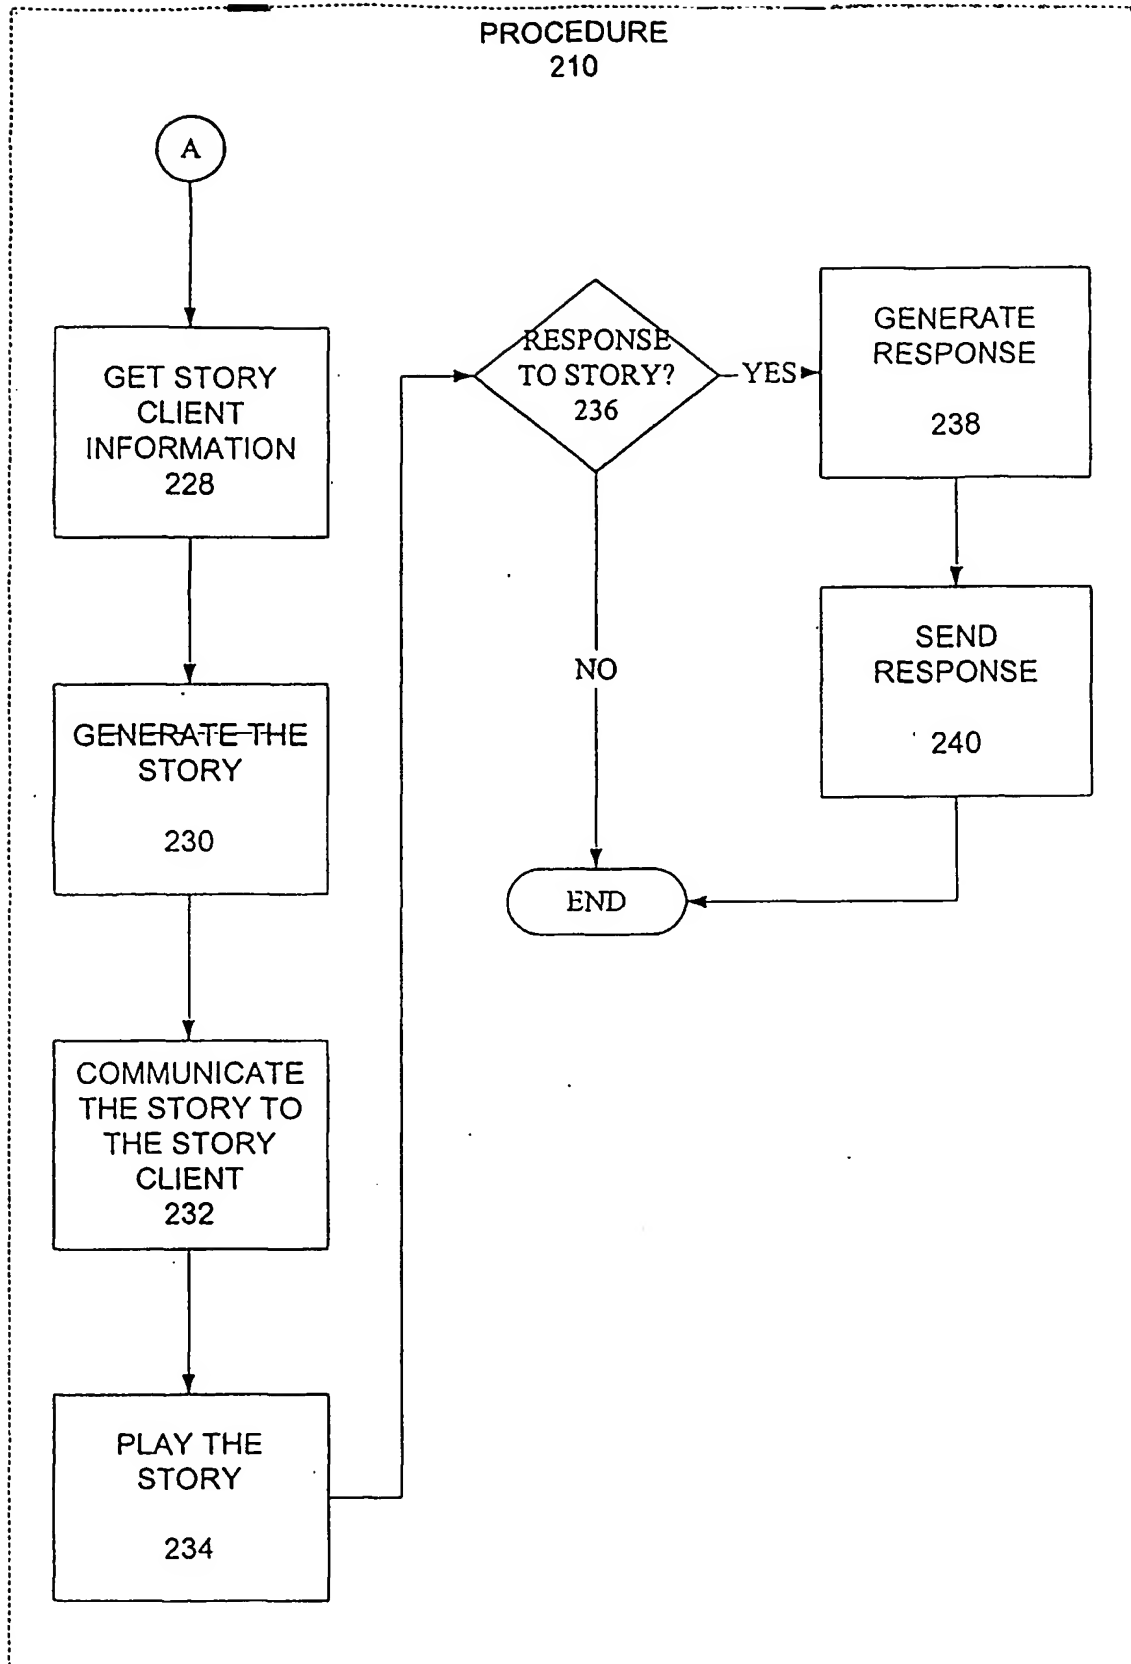 PROCEDURE
210
A
GET STORY
CLIENT
INFORMATION
228
GENERATE THE
STORY
230
COMMUNICATE
THE STORY TO
THE STORY
CLIENT
232
PLAY THE
STORY
234
RESPONSE
TO STORY?
236
YES
NO
GENERATE
RESPONSE
238
SEND
RESPONSE
240
END